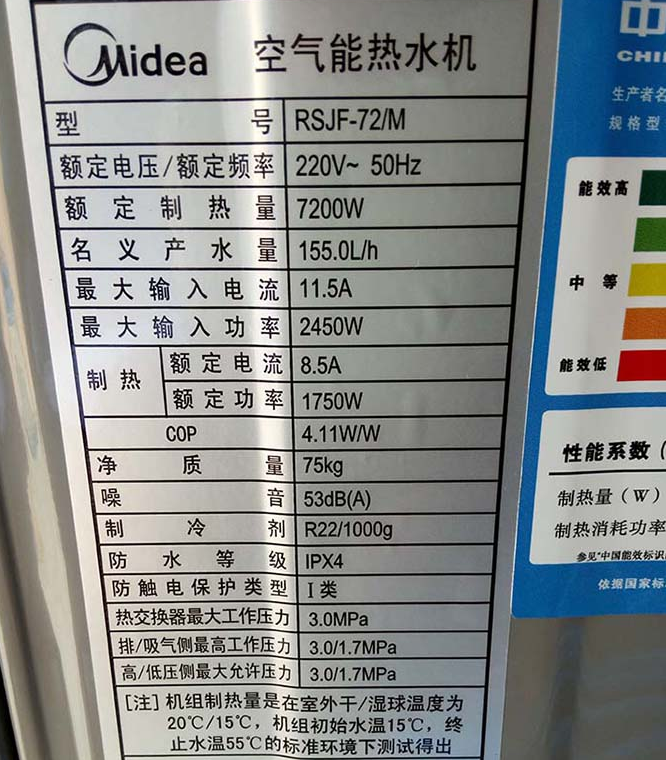 Midea 空气能热水机
型号 RSJF-72/M
额定电压/额定频率 220V~ 50Hz
额定制热量 7200W
名义产水量 155.0L/h
最大输入电流 11.5A
最大输入功率 2450W
制热 额定电流 8.5A
额定功率 1750W
COP 4.11W/W
净质量 75kg
噪音 53dB(A)
制冷剂 R22/1000g
防水等级 IPX4
防触电保护类型 I类
热交换器最大工作压力 3.0MPa
排/吸气侧最高工作压力 3.0/1.7MPa
高/低压侧最大允许压力 3.0/1.7MPa
[注] 机组制热量是在室外干/湿球温度为
20℃/15℃，机组初始水温15℃，终
止水温55℃的标准环境下测试得出
中
CHI
生产者名
规格型
能效高
中等
能效低
性能系数（
制热量（W）
制热消耗功率
参见“中国能效标识
依据国家标